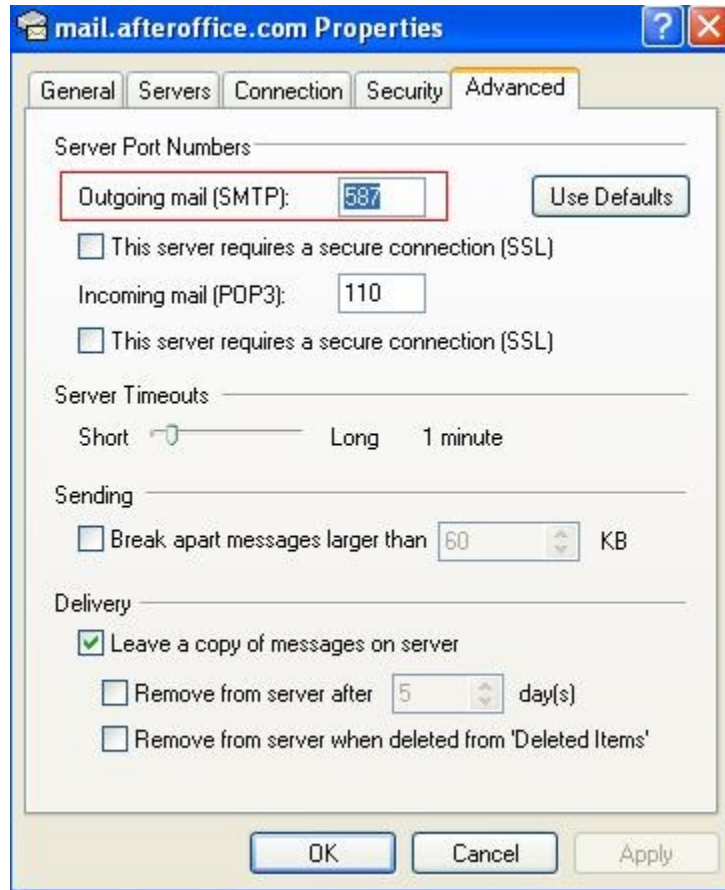 mail.afteroffice.com Properties
General Servers Connection Security Advanced
Server Port Numbers
Outgoing mail (SMTP): 587 Use Defaults
This server requires a secure connection (SSL)
Incoming mail (POP3): 110
This server requires a secure connection (SSL)
Server Timeouts
Short Long 1 minute
Sending
Break apart messages larger than 60 KB
Delivery
Leave a copy of messages on server
Remove from server after 5 day(s)
Remove from server when deleted from 'Deleted Items'
OK Cancel Apply